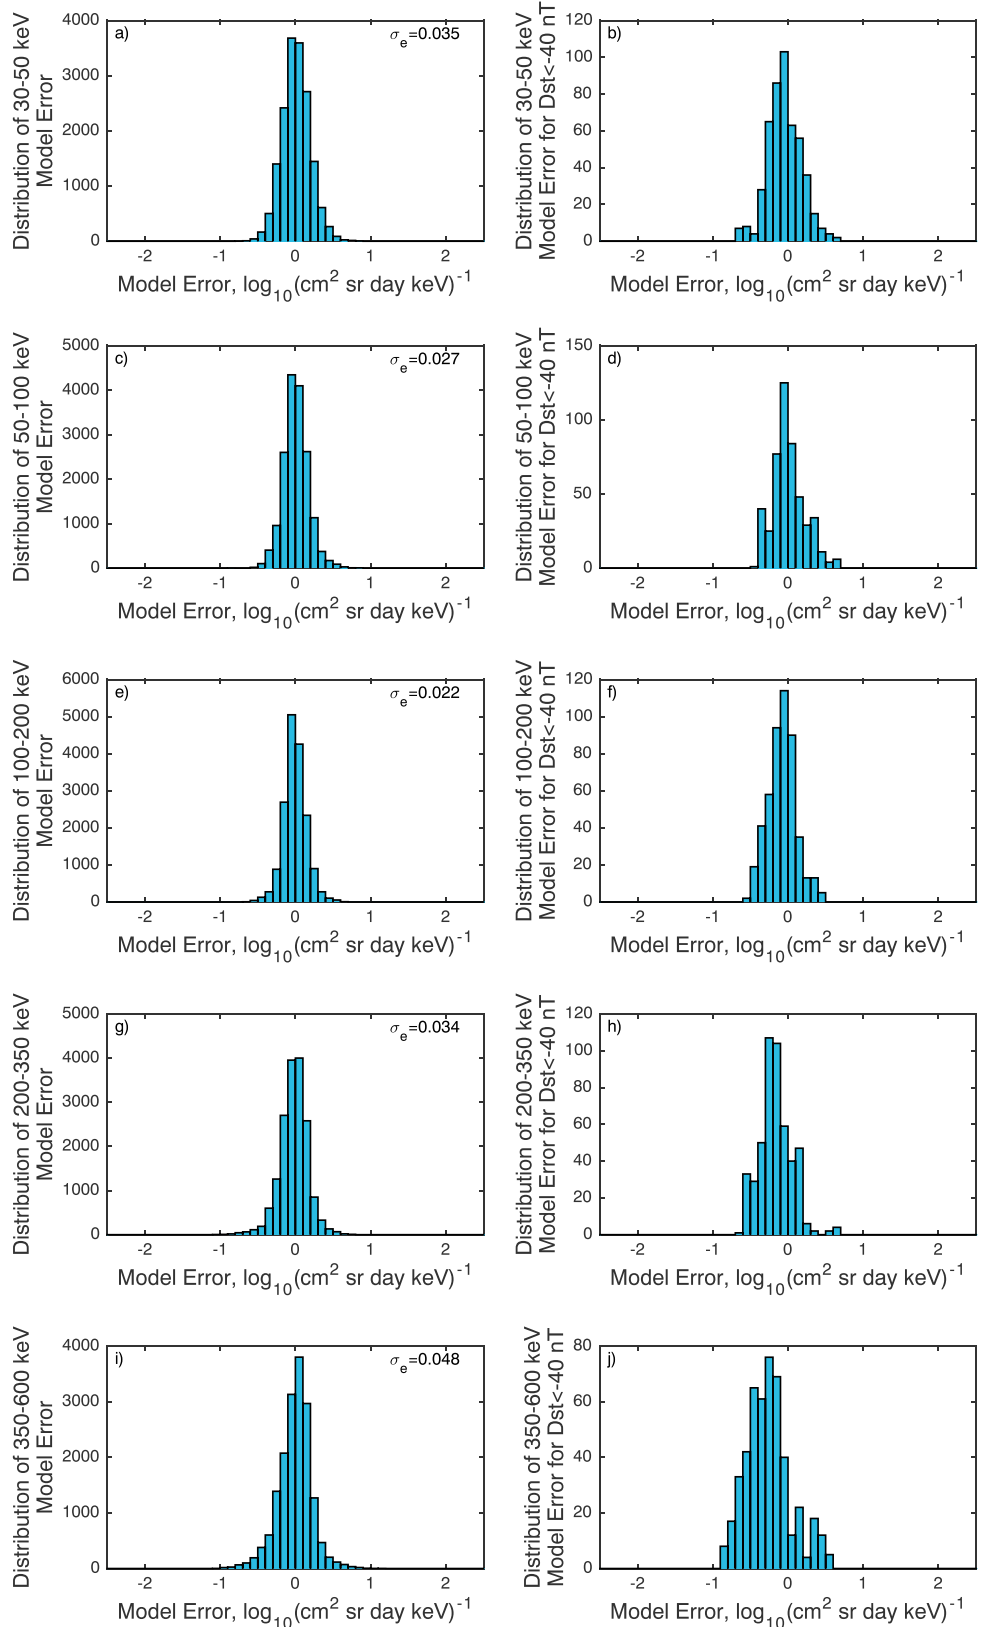 Distribution of 30-50 keV
Model Error
4000
3000
2000
1000
0
a)
σe=0.035
-2 -1 0 1 2
Model Error, log10(cm2 sr day keV)-1
Distribution of 30-50 keV
Model Error for Dst<-40 nT
120
100
80
60
40
20
0
b)
-2 -1 0 1 2
Model Error, log10(cm2 sr day keV)-1
Distribution of 50-100 keV
Model Error
5000
4000
3000
2000
1000
0
c)
σe=0.027
-2 -1 0 1 2
Model Error, log10(cm2 sr day keV)-1
Distribution of 50-100 keV
Model Error for Dst<-40 nT
150
100
50
0
d)
-2 -1 0 1 2
Model Error, log10(cm2 sr day keV)-1
Distribution of 100-200 keV
Model Error
6000
5000
4000
3000
2000
1000
0
e)
σe=0.022
-2 -1 0 1 2
Model Error, log10(cm2 sr day keV)-1
Distribution of 100-200 keV
Model Error for Dst<-40 nT
120
100
80
60
40
20
0
f)
-2 -1 0 1 2
Model Error, log10(cm2 sr day keV)-1
Distribution of 200-350 keV
Model Error
5000
4000
3000
2000
1000
0
g)
σe=0.034
-2 -1 0 1 2
Model Error, log10(cm2 sr day keV)-1
Distribution of 200-350 keV
Model Error for Dst<-40 nT
120
100
80
60
40
20
0
h)
-2 -1 0 1 2
Model Error, log10(cm2 sr day keV)-1
Distribution of 350-600 keV
Model Error
4000
3000
2000
1000
0
i)
σe=0.048
-2 -1 0 1 2
Model Error, log10(cm2 sr day keV)-1
Distribution of 350-600 keV
Model Error for Dst<-40 nT
80
60
40
20
0
j)
-2 -1 0 1 2
Model Error, log10(cm2 sr day keV)-1